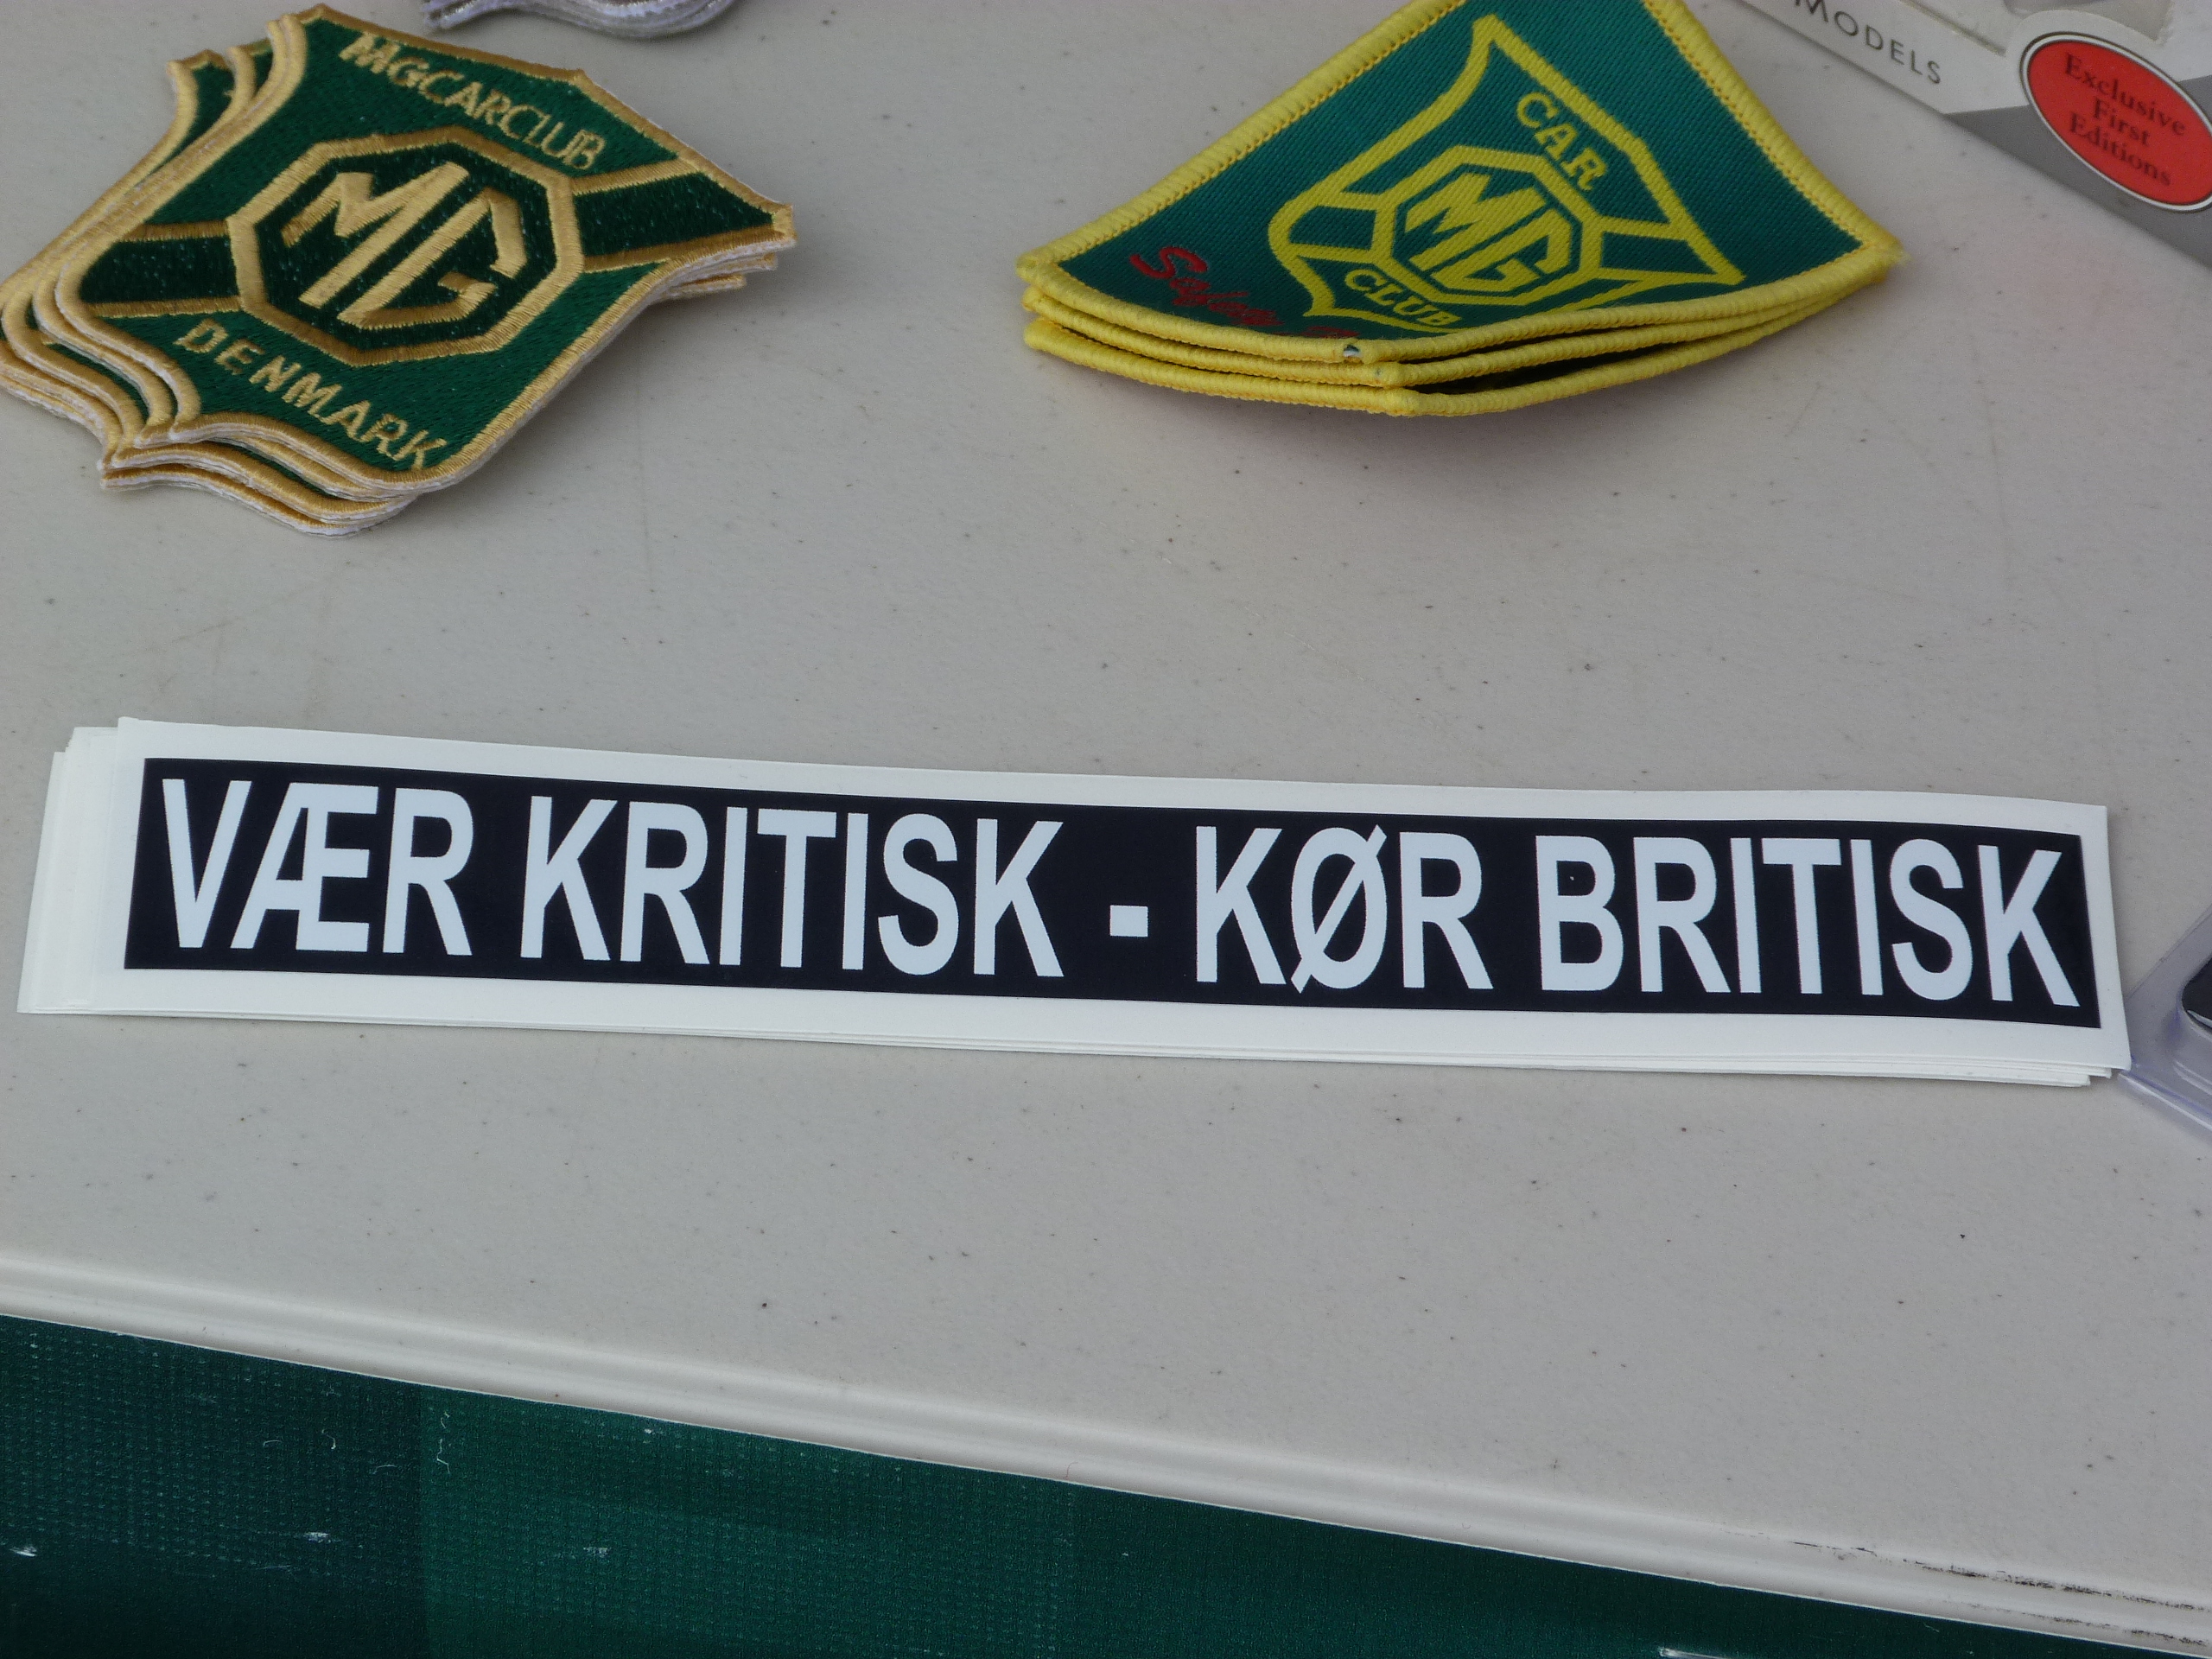 MGCARCLUB
MG
DENMARK
CAR
MG
CLUB
MODELS
Exclusive
First
Editions
VÆR KRITISK - KØR BRITISK